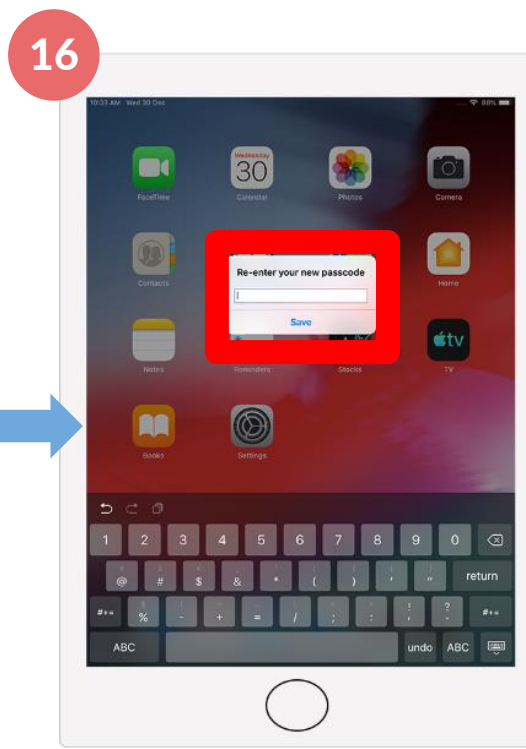 16
10:33 AM Wed 30 Dec
88%
Wednesday
30
FaceTime
Calendar
Photos
Camera
Contacts
Home
Re-enter your new passcode
Save
tv
Notes
Reminders
Stocks
TV
Books
Settings
1 2 3 4 5 6 7 8 9 0
@ # $ & * ( ) ' "
return
#+= % - + = / ; : ! ? #+=
ABC undo ABC